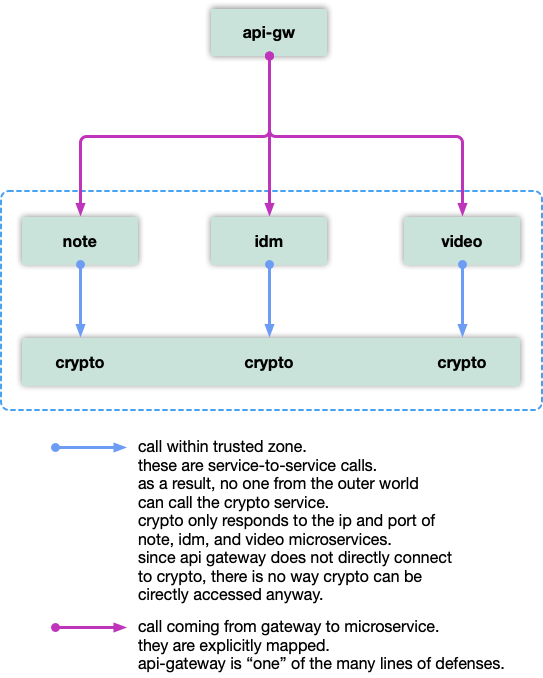 api-gw
note
idm
video
crypto
crypto
crypto
call within trusted zone.
these are service-to-service calls.
as a result, no one from the outer world
can call the crypto service.
crypto only responds to the ip and port of
note, idm, and video microservices.
since api gateway does not directly connect
to crypto, there is no way crypto can be
cirectly accessed anyway.
call coming from gateway to microservice.
they are explicitly mapped.
api-gateway is “one” of the many lines of defenses.